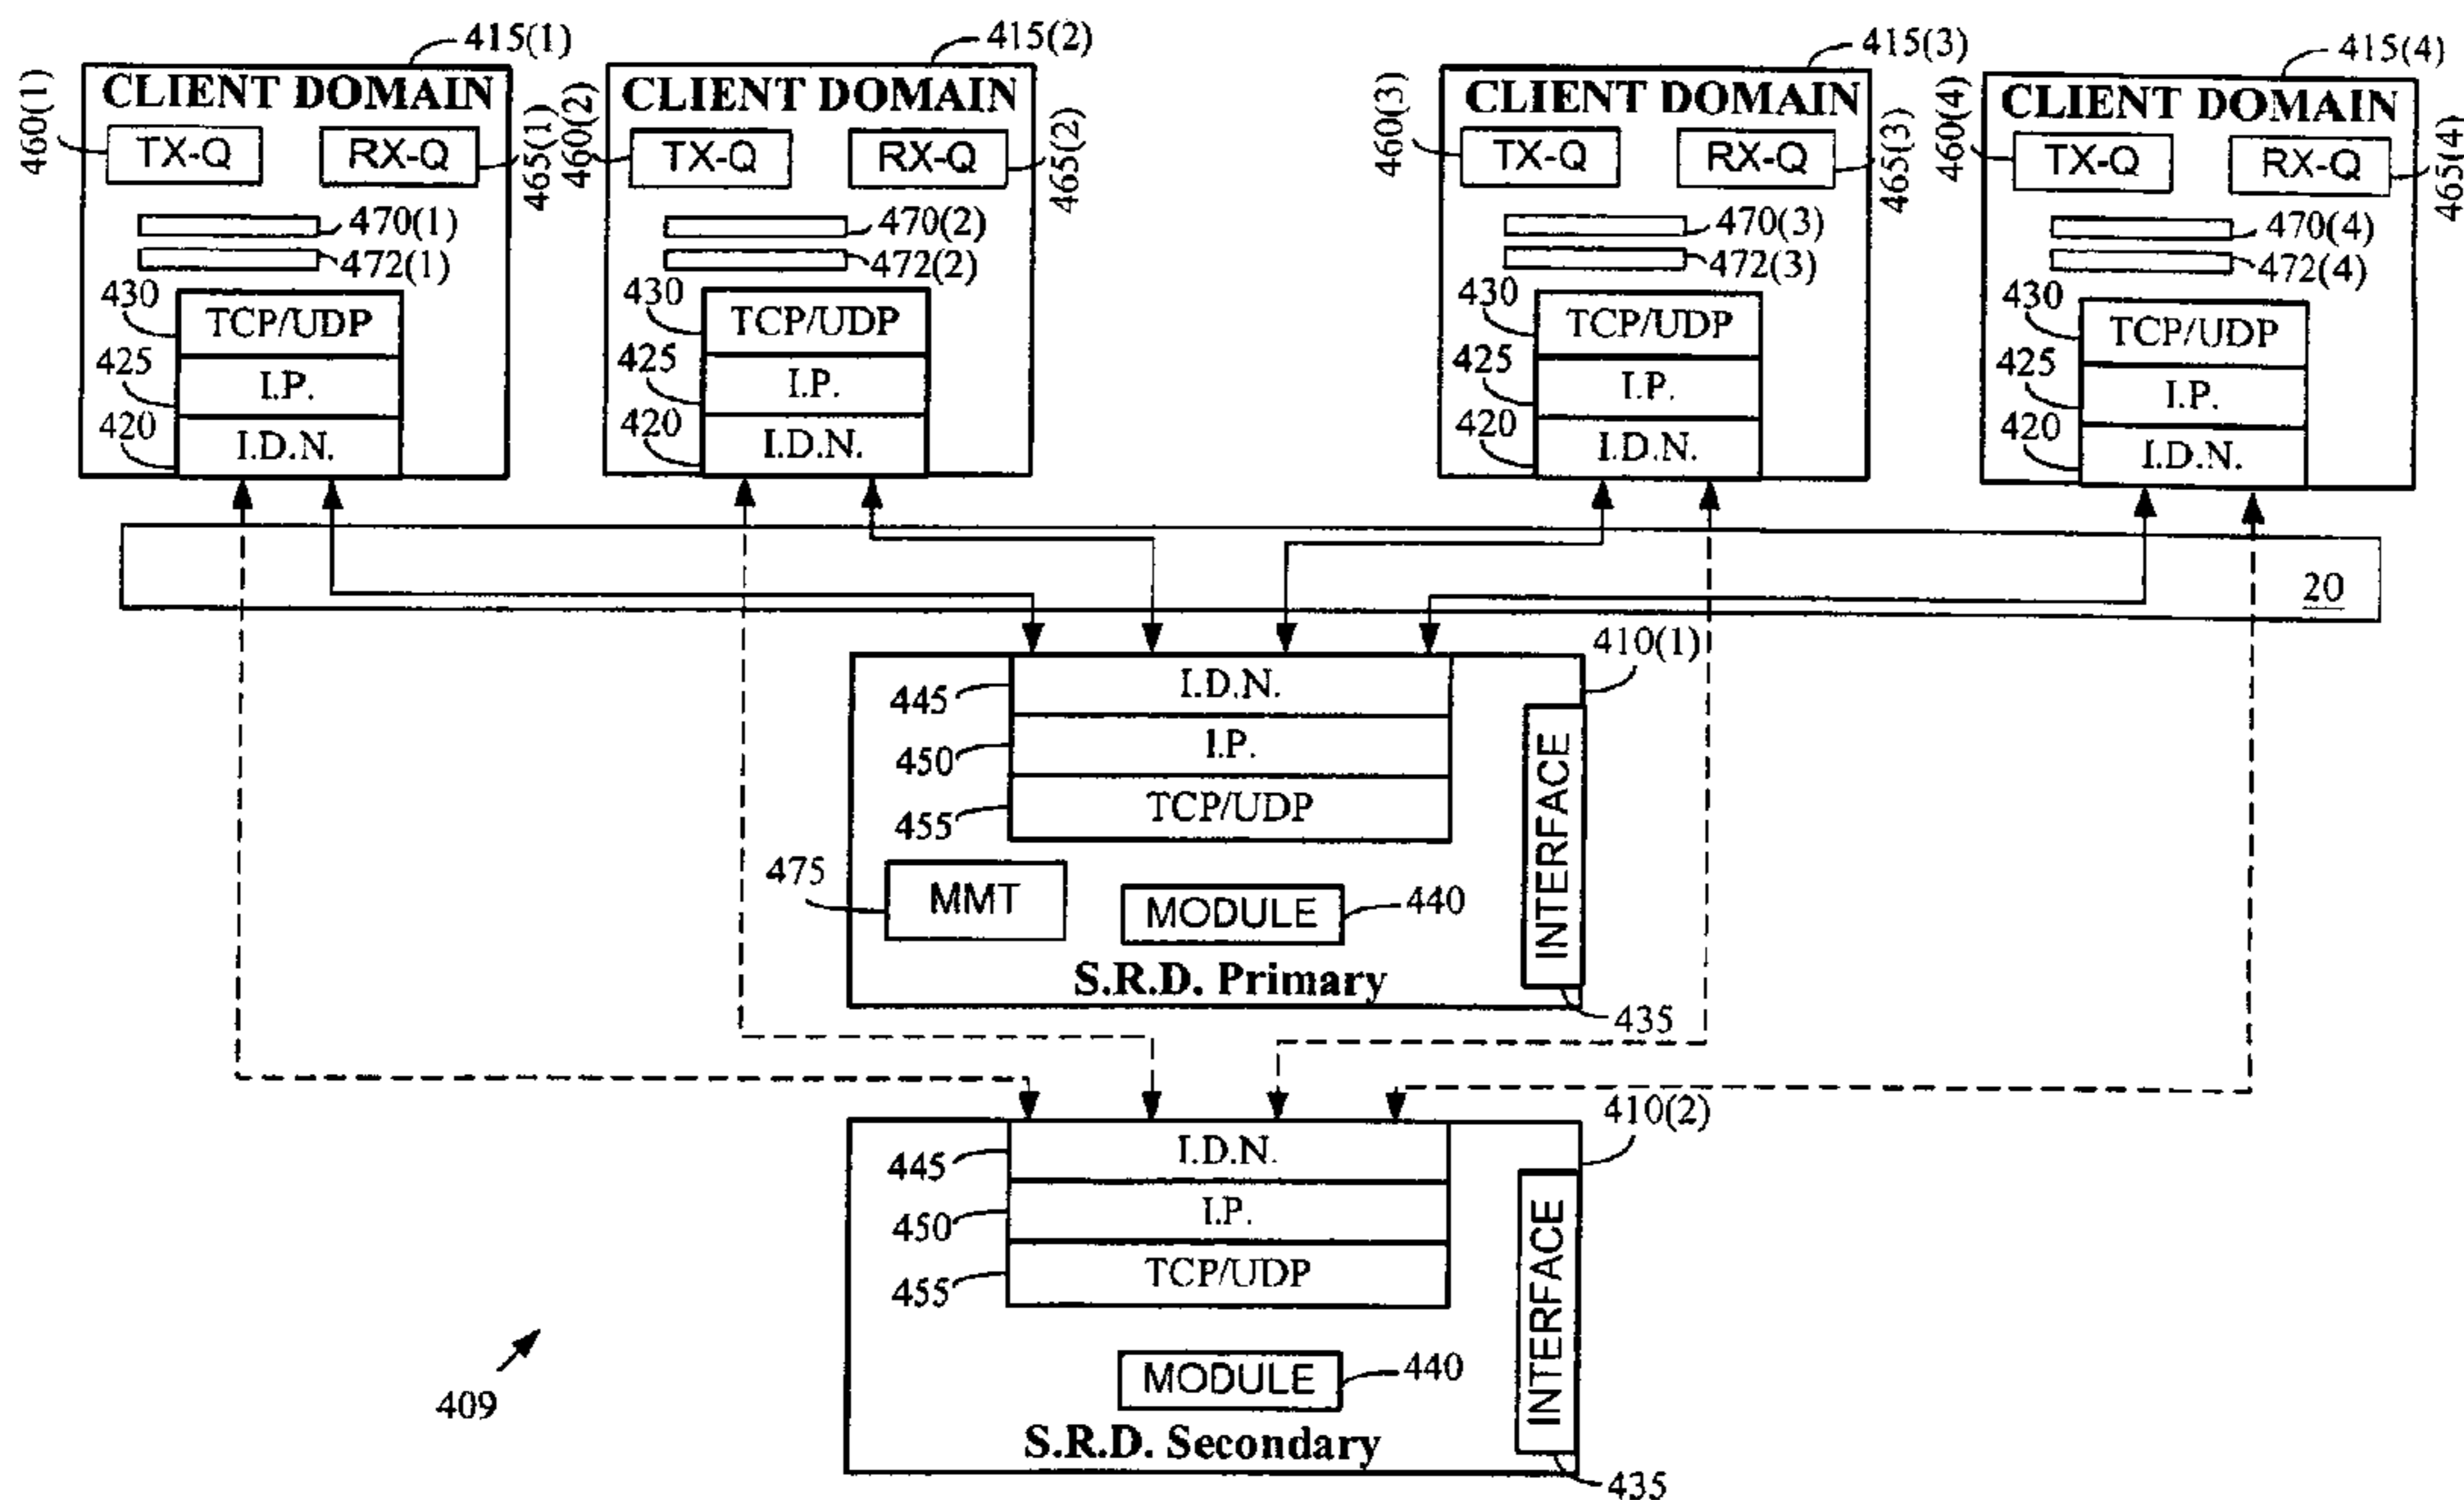 415(1)
CLIENT DOMAIN
460(1)
TX-Q
RX-Q
465(1)
470(1)
472(1)
430
TCP/UDP
425
I.P.
420
I.D.N.
415(2)
CLIENT DOMAIN
460(2)
TX-Q
RX-Q
465(2)
470(2)
472(2)
430
TCP/UDP
425
I.P.
420
I.D.N.
415(3)
CLIENT DOMAIN
460(3)
TX-Q
RX-Q
465(3)
470(3)
472(3)
430
TCP/UDP
425
I.P.
420
I.D.N.
415(4)
CLIENT DOMAIN
460(4)
TX-Q
RX-Q
465(4)
470(4)
472(4)
430
TCP/UDP
425
I.P.
420
I.D.N.
20
410(1)
445
I.D.N.
450
I.P.
455
TCP/UDP
INTERFACE
475
MMT
MODULE
440
S.R.D. Primary
435
410(2)
445
I.D.N.
450
I.P.
455
TCP/UDP
INTERFACE
MODULE
440
S.R.D. Secondary
435
409